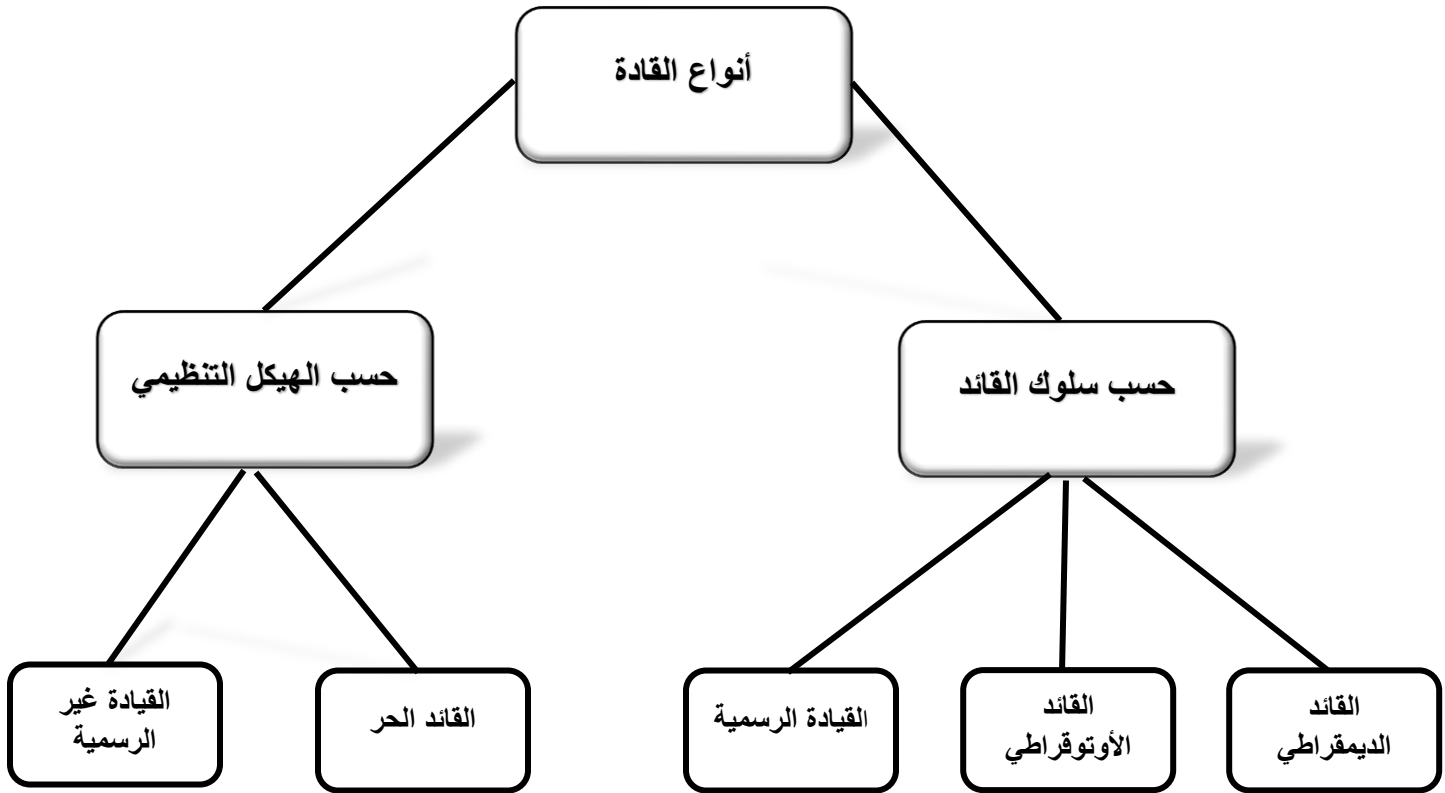 أنواع القادة
حسب سلوك القائد
حسب الهيكل التنظيمي
القائد
الديمقراطي
القائد
الأوتوقراطي
القيادة الرسمية
القائد الحر
القيادة غير
الرسمية